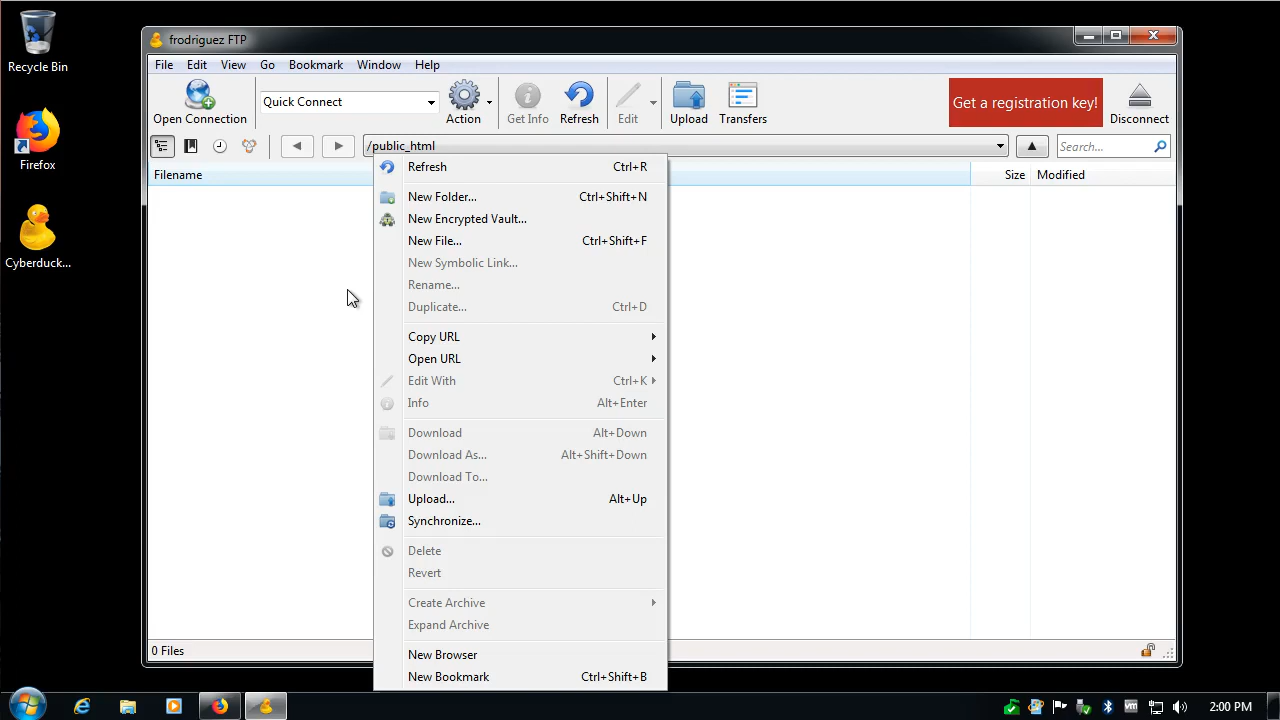 Recycle Bin
Firefox
Cyberduck...
frodriguez FTP
File Edit View Go Bookmark Window Help
Open Connection
Quick Connect
Action
Get Info
Refresh
Edit
Upload
Transfers
Get a registration key!
Disconnect
/public_html
Search...
Filename Size Modified
Refresh Ctrl+R
New Folder... Ctrl+Shift+N
New Encrypted Vault...
New File... Ctrl+Shift+F
New Symbolic Link...
Rename...
Duplicate... Ctrl+D
Copy URL
Open URL
Edit With Ctrl+K
Info Alt+Enter
Download Alt+Down
Download As... Alt+Shift+Down
Download To...
Upload... Alt+Up
Synchronize...
Delete
Revert
Create Archive
Expand Archive
New Browser
New Bookmark Ctrl+Shift+B
0 Files
vm
2:00 PM